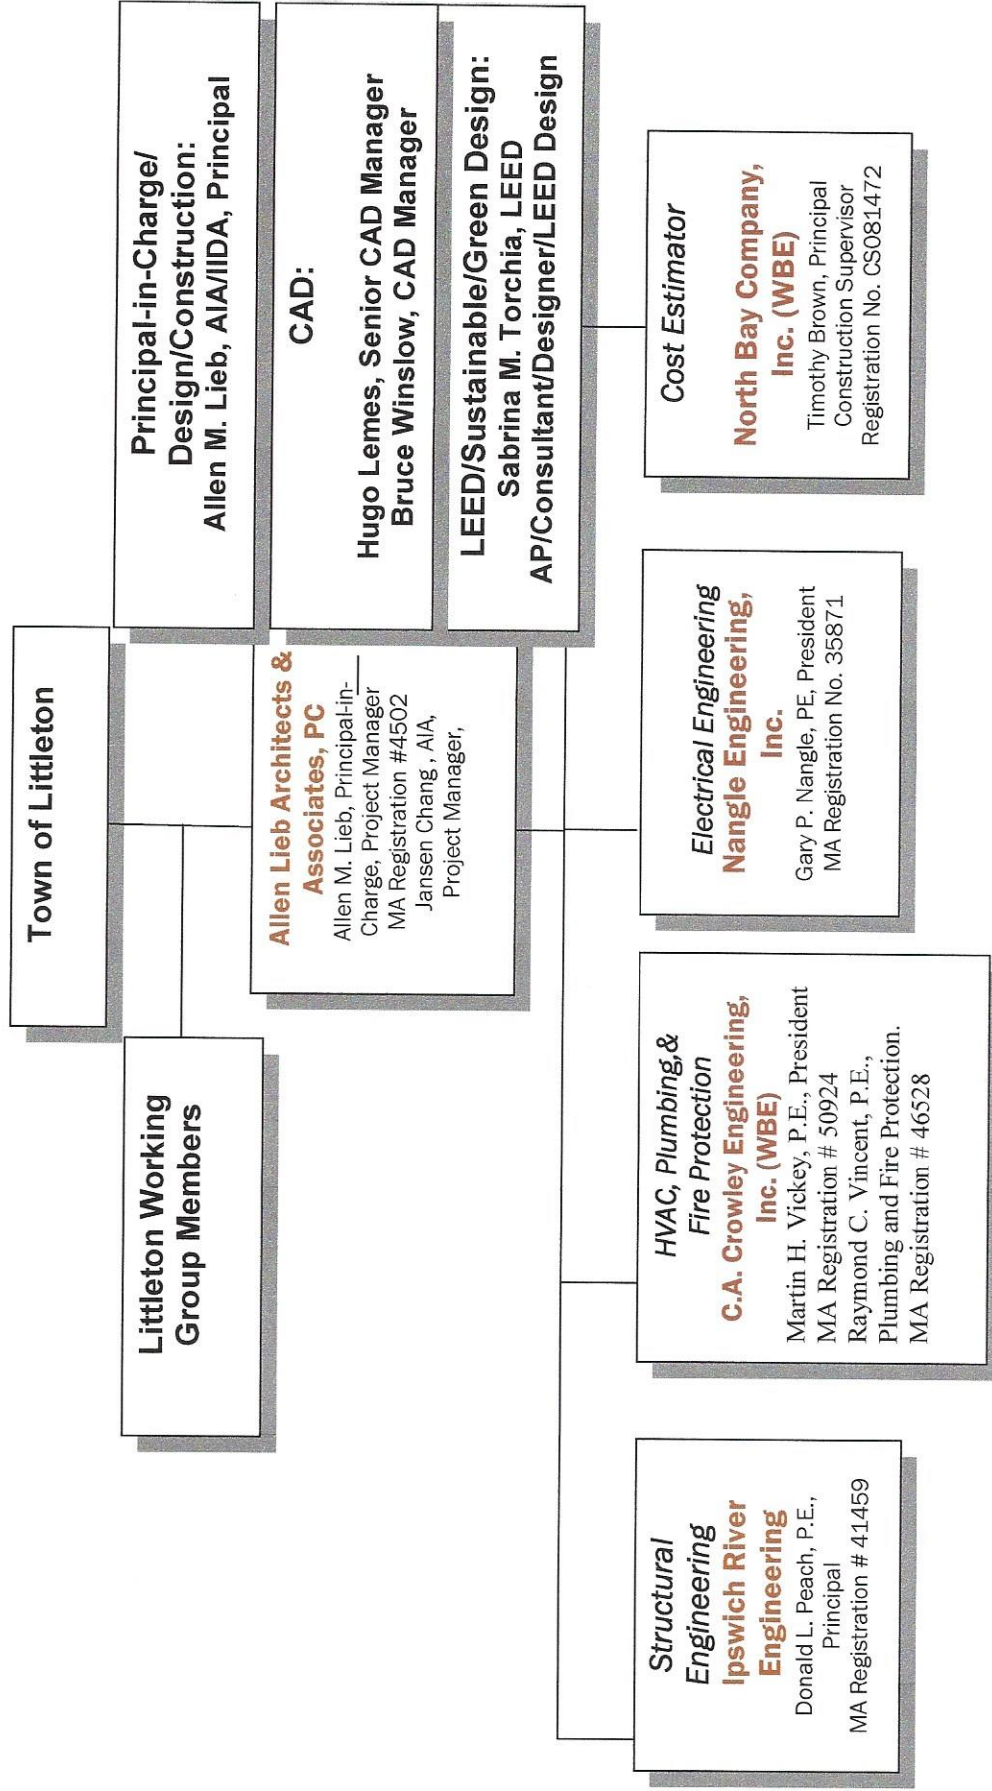 Town of Littleton
Littleton Working
Group Members
Allen Lieb Architects &
Associates, PC
Allen M. Lieb, Principal-in-
Charge, Project Manager
MA Registration #4502
Jansen Chang , AIA,
Project Manager,
Principal-in-Charge/
Design/Construction:
Allen M. Lieb, AIA/IIDA, Principal
CAD:
Hugo Lemes, Senior CAD Manager
Bruce Winslow, CAD Manager
LEED/Sustainable/Green Design:
Sabrina M. Torchia, LEED
AP/Consultant/Designer/LEED Design
Structural
Engineering
Ipswich River
Engineering
Donald L. Peach, P.E.,
Principal
MA Registration # 41459
HVAC, Plumbing,&
Fire Protection
C.A. Crowley Engineering,
Inc. (WBE)
Martin H. Vickey, P.E., President
MA Registration # 50924
Raymond C. Vincent, P.E.,
Plumbing and Fire Protection.
MA Registration # 46528
Electrical Engineering
Nangle Engineering,
Inc.
Gary P. Nangle, PE, President
MA Registration No. 35871
Cost Estimator
North Bay Company,
Inc. (WBE)
Timothy Brown, Principal
Construction Supervisor
Registration No. CS081472